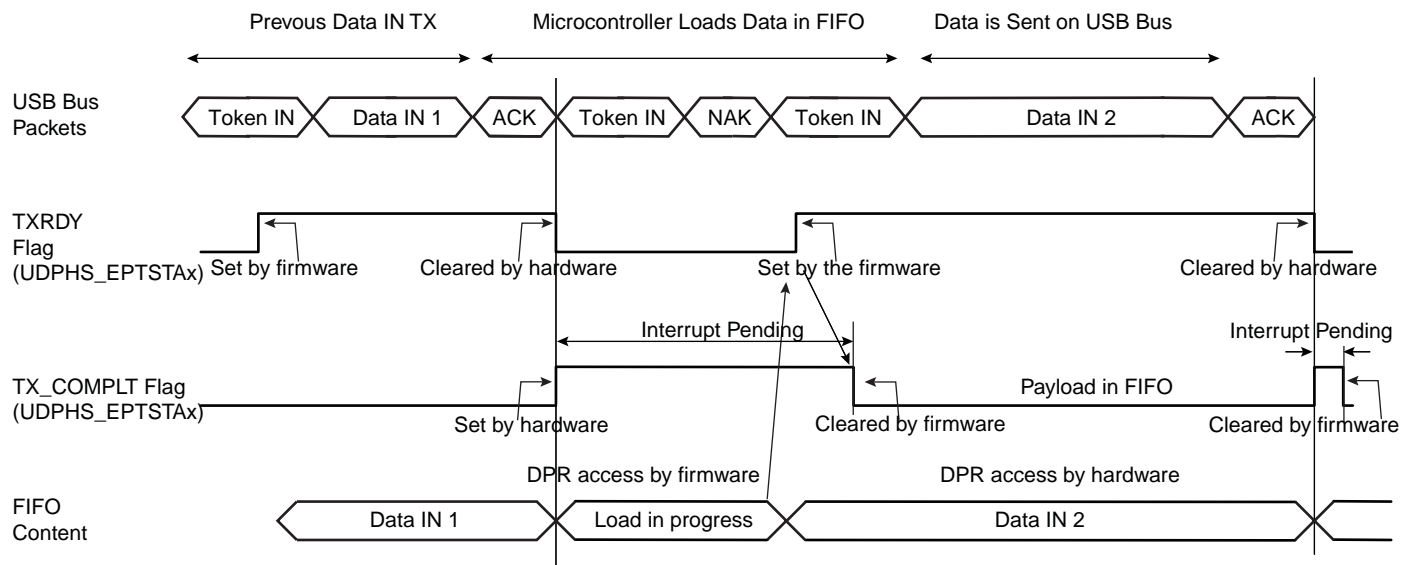 Prevous Data IN TX
Microcontroller Loads Data in FIFO
Data is Sent on USB Bus
USB Bus
Packets
Token IN
Data IN 1
ACK
Token IN
NAK
Token IN
Data IN 2
ACK
TXRDY
Flag
(UDPHS_EPTSTAx)
Set by firmware
Cleared by hardware
Set by the firmware
Cleared by hardware
Interrupt Pending
Interrupt Pending
TX_COMPLT Flag
(UDPHS_EPTSTAx)
Payload in FIFO
Set by hardware
Cleared by firmware
Cleared by firmware
DPR access by firmware
DPR access by hardware
FIFO
Content
Data IN 1
Load in progress
Data IN 2